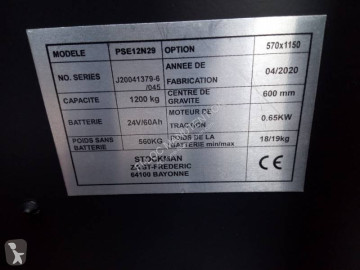 MODELE PSE12N29 OPTION 570x1150
NO. SERIES J20041379-6 /045 ANNEE DE FABRICATION 04/2020
CAPACITE 1200 kg CENTRE DE GRAVITE 600 mm
BATTERIE 24V/60Ah MOTEUR DE TRACTION 0.65KW
POIDS SANS BATTERIE 560KG POIDS DE LA BATTERIE min/max 18/19kg
STOCKMAN
ST-FREDERIC
64100 BAYONNE
CE